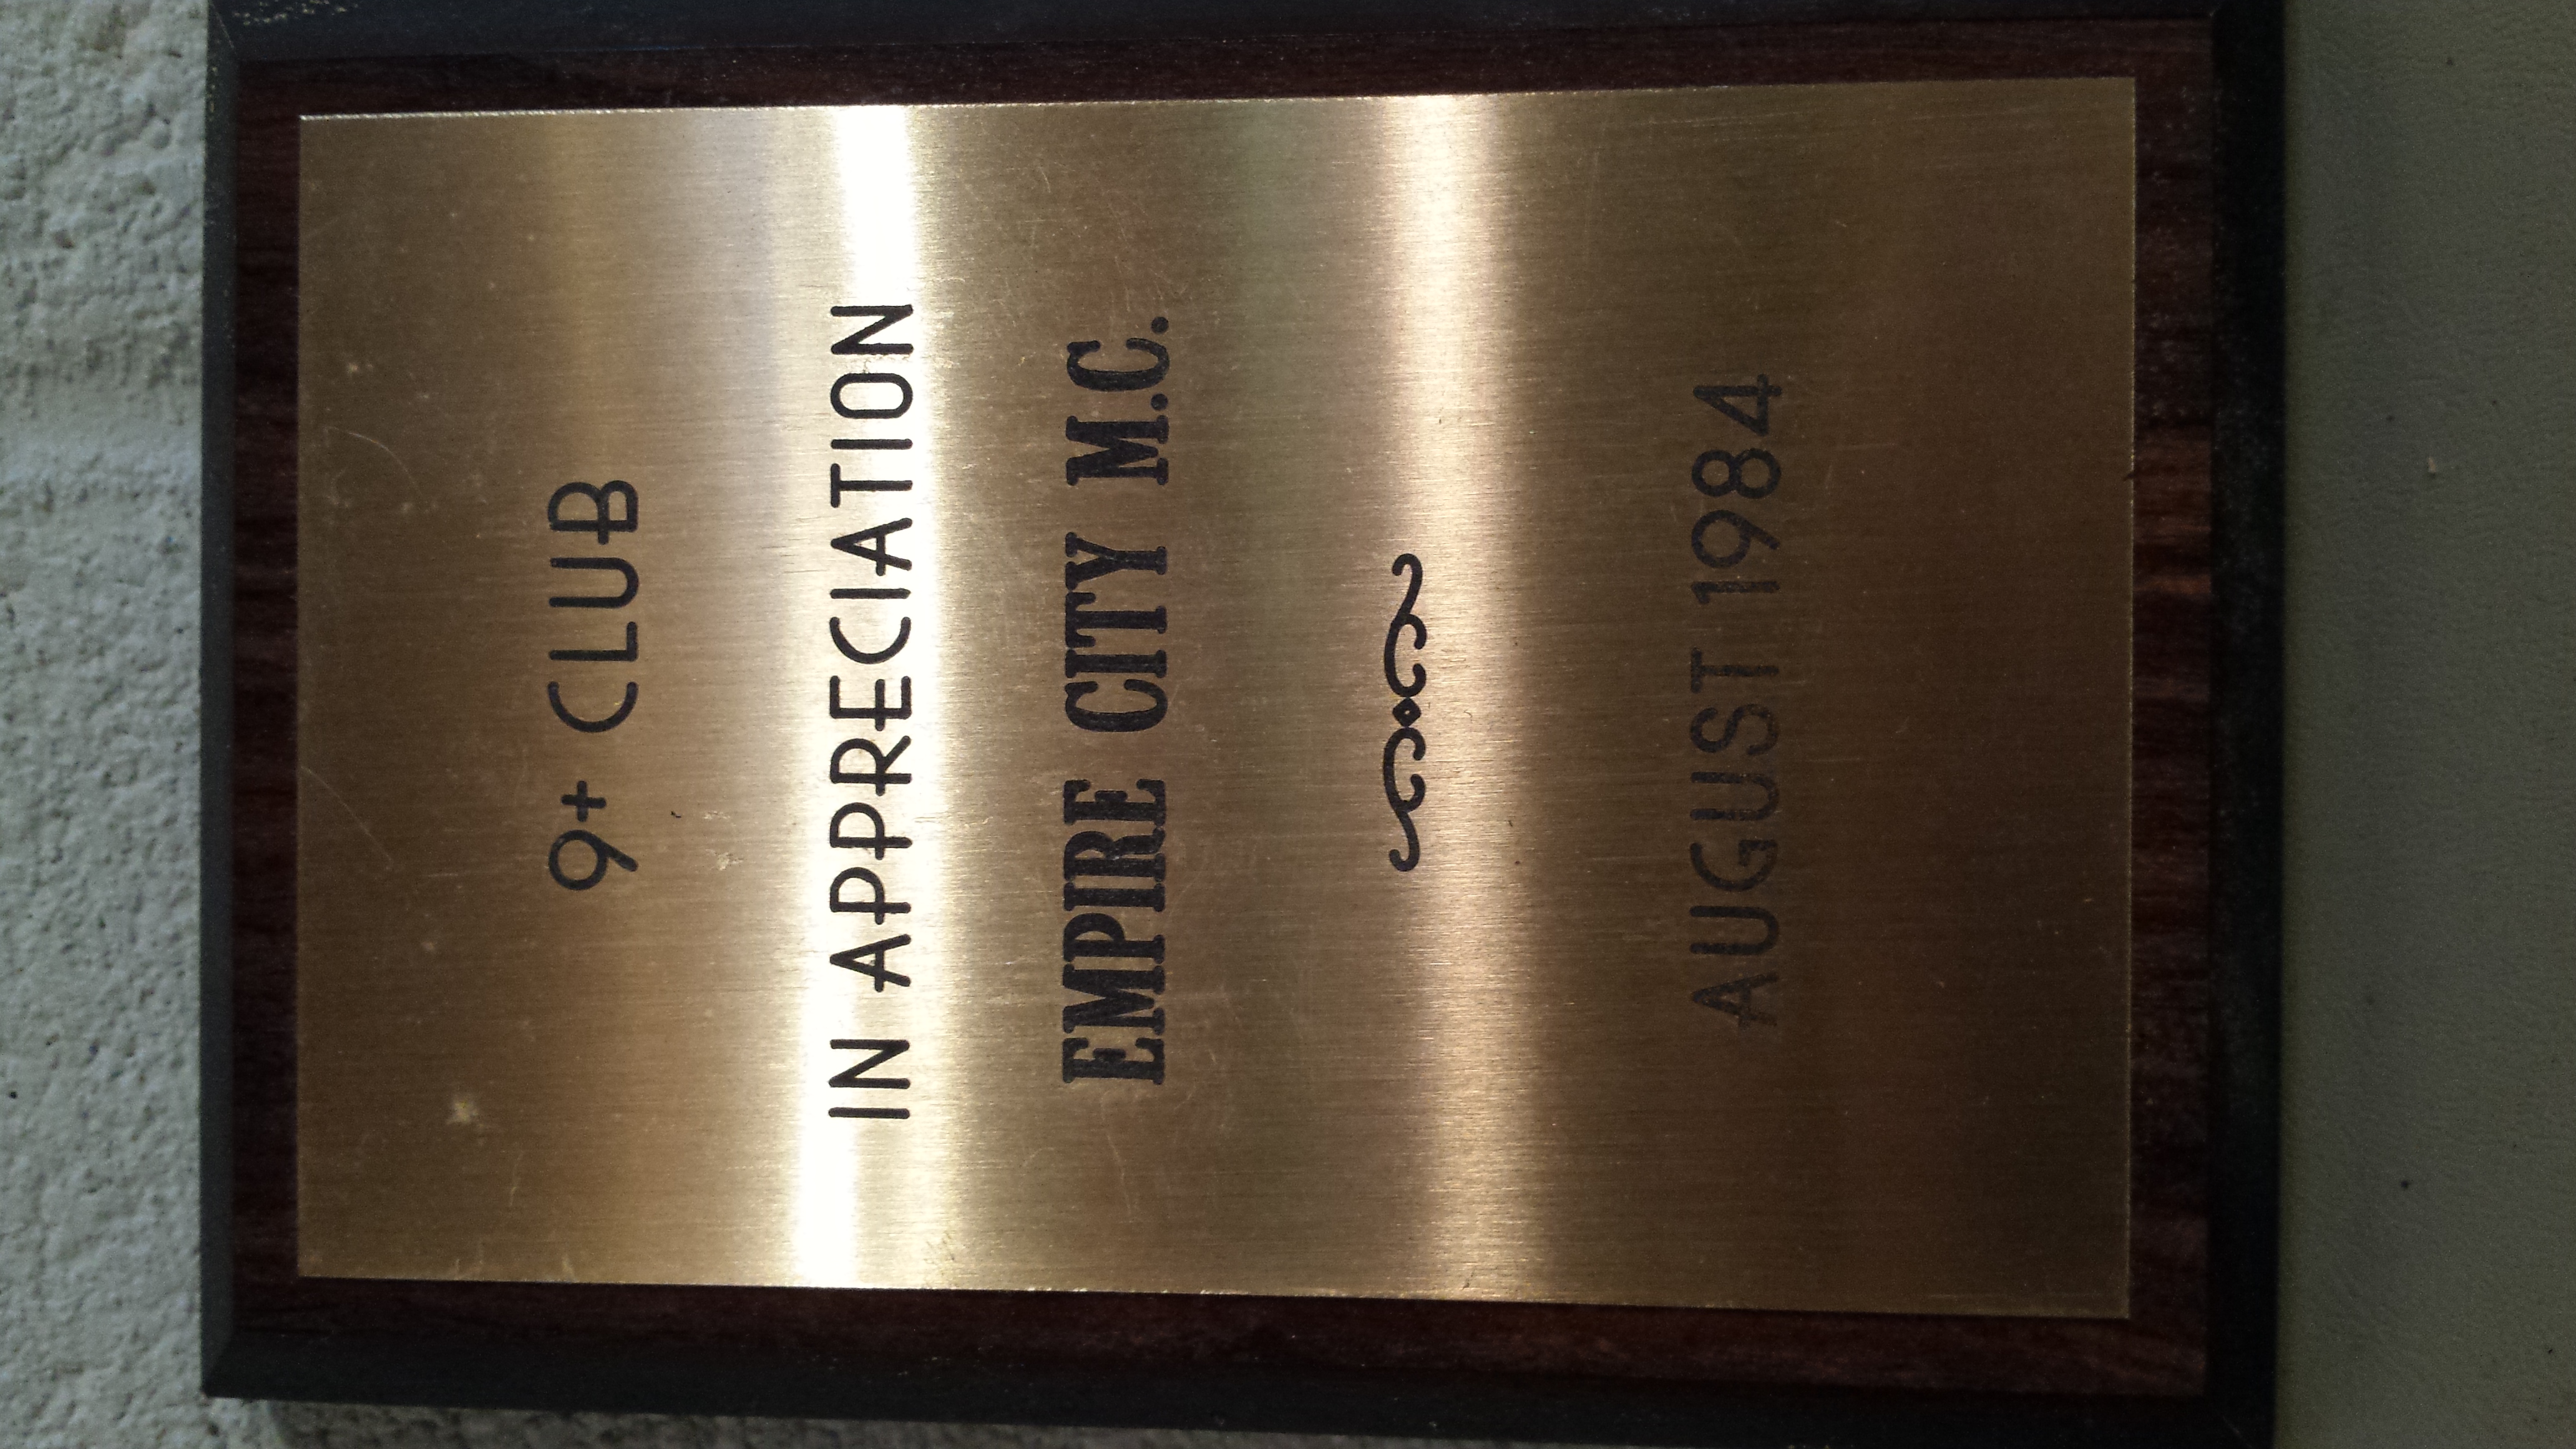 9+ CLUB
IN APPRECIATION
EMPIRE CITY M.C.
AUGUST 1984